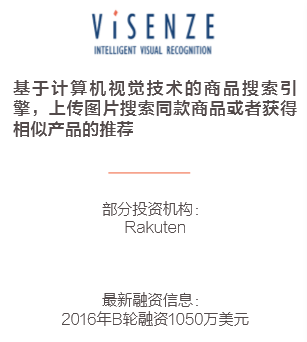 ViSENZE
INTELLIGENT VISUAL RECOGNITION
基于计算机视觉技术的商品搜索引
擎，上传图片搜索同款商品或者获得
相似产品的推荐
部分投资机构：
Rakuten
最新融资信息：
2016年B轮融资1050万美元